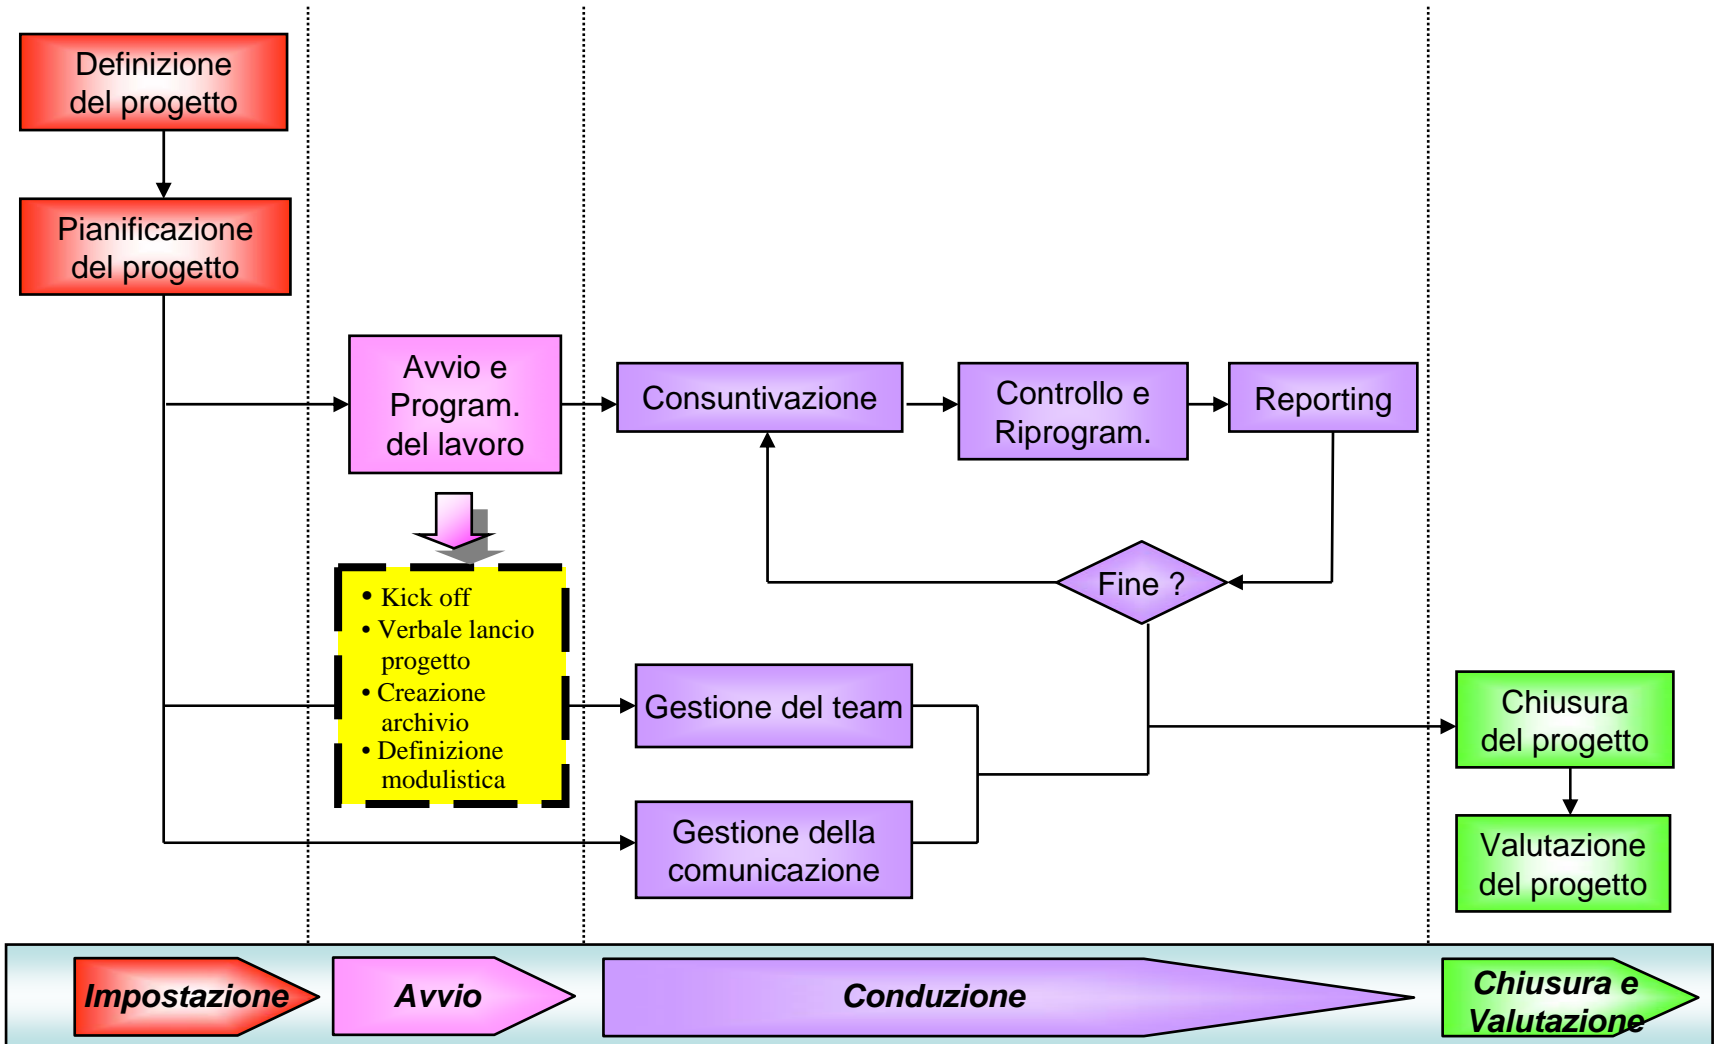 Definizione
del progetto
Pianificazione
del progetto
Avvio e
Program.
del lavoro
Consuntivazione
Controllo e
Riprogram.
Reporting
Fine ?
• Kick off
• Verbale lancio
progetto
• Creazione
archivio
• Definizione
modulistica
Gestione del team
Gestione della
comunicazione
Chiusura
del progetto
Valutazione
del progetto
Impostazione
Avvio
Conduzione
Chiusura e
Valutazione